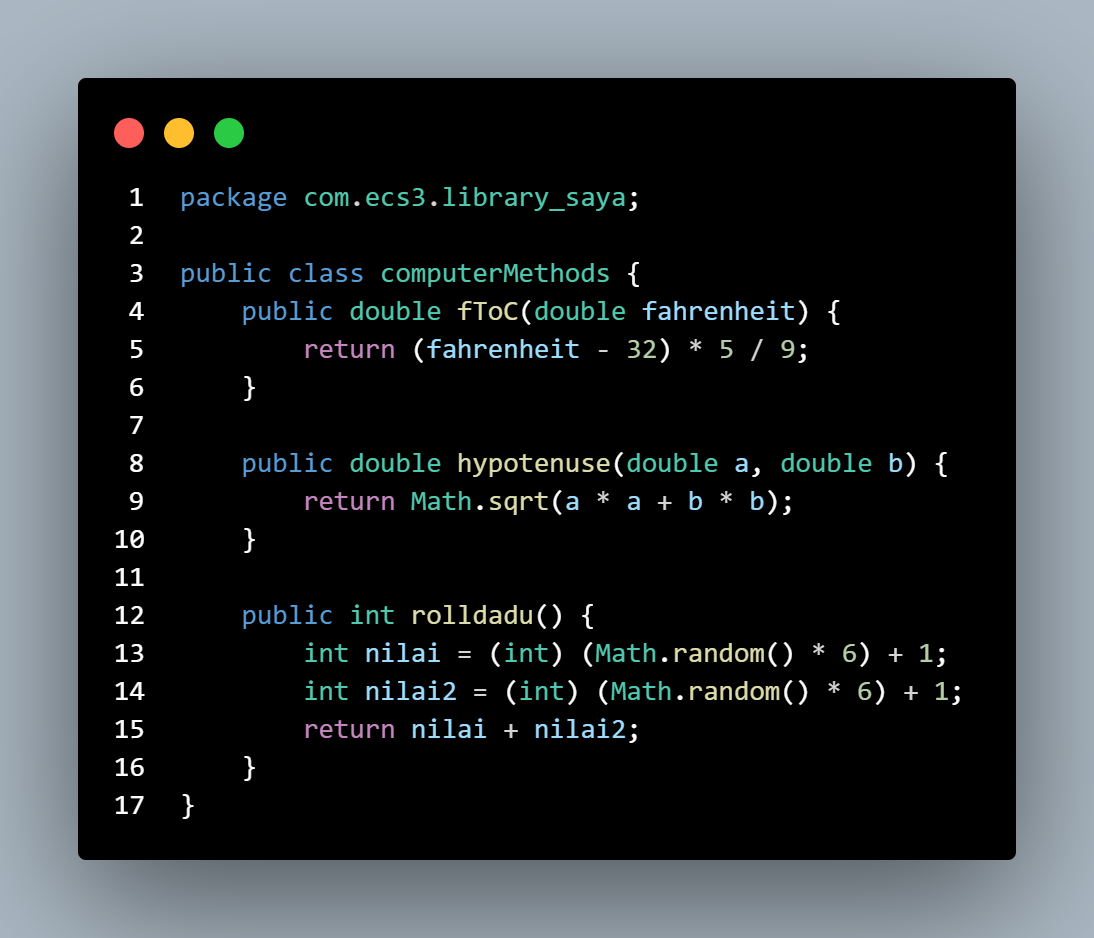 1 package com.ecs3.library_saya;
2
3 public class computerMethods {
4     public double fToC(double fahrenheit) {
5         return (fahrenheit - 32) * 5 / 9;
6     }
7
8     public double hypotenuse(double a, double b) {
9         return Math.sqrt(a * a + b * b);
10     }
11
12     public int rolldadu() {
13         int nilai = (int) (Math.random() * 6) + 1;
14         int nilai2 = (int) (Math.random() * 6) + 1;
15         return nilai + nilai2;
16     }
17 }